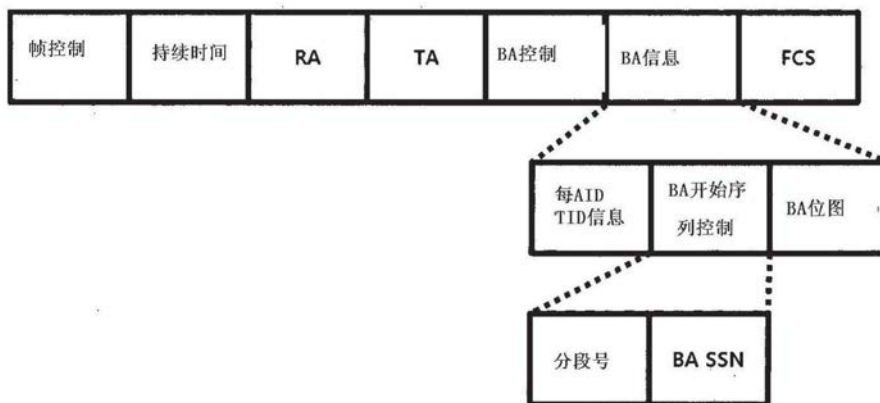 帧控制
持续时间
RA
TA
BA控制
BA信息
FCS
每AID
TID信息
BA开始序
列控制
BA位图
分段号
BA SSN